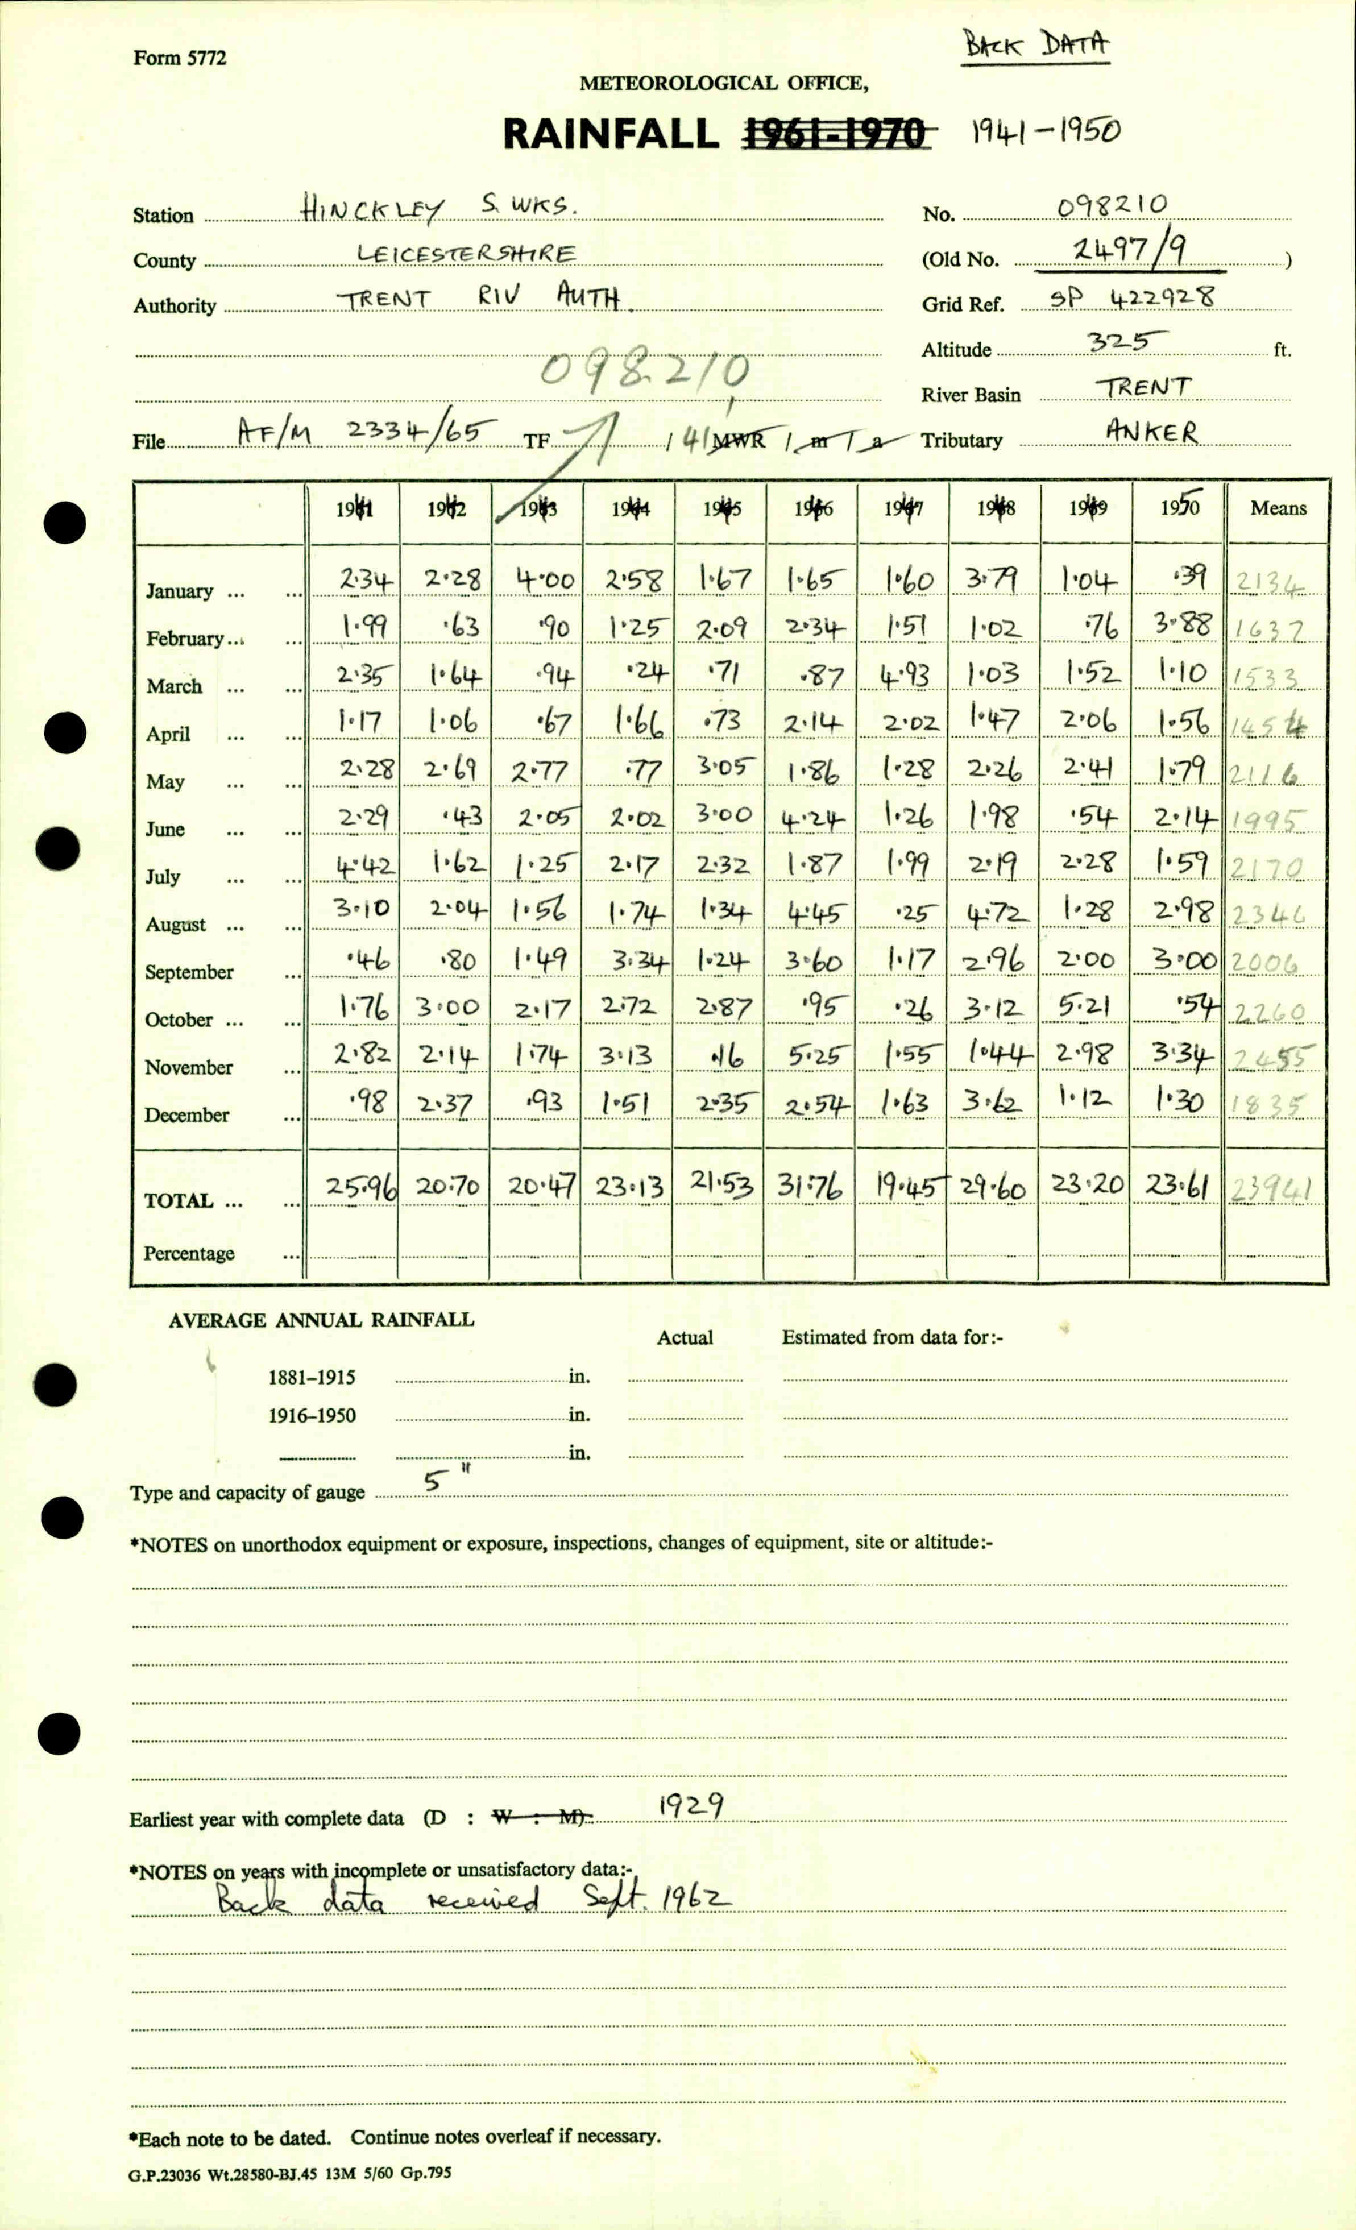 BACK DATA
Form 5772
METEOROLOGICAL OFFICE,
RAINFALL 1961-1970 1941-1950
Station HINCKLEY S. WKS. No. 098210
County LEICESTERSHIRE (Old No. 2497/9 )
Authority TRENT RIV AUTH. Grid Ref. SP 422928
Altitude 325 ft.
098210
River Basin TRENT
File AF/M 2334/65 TF / 41 MWR / m / a Tributary ANKER
1941 1942 1943 1944 1945 1946 1947 1948 1949 1950 Means
January ... ... 2.34 2.28 4.00 2.58 1.67 1.65 1.60 3.79 1.04 .39 2134
February... ... 1.99 .63 .90 1.25 2.09 2.34 1.51 1.02 .76 3.88 1637
March ... ... 2.35 1.64 .94 .24 .71 .87 4.93 1.03 1.52 1.10 1533
April ... ... 1.17 1.06 .67 1.66 .73 2.14 2.02 1.47 2.06 1.56 1454
May ... ... 2.28 2.69 2.77 .77 3.05 1.86 1.28 2.26 2.41 1.79 2116
June ... ... 2.29 .43 2.05 2.02 3.00 4.24 1.26 1.98 .54 2.14 1995
July ... ... 4.42 1.62 1.25 2.17 2.32 1.87 1.99 2.19 2.28 1.59 2170
August ... ... 3.10 2.04 1.56 1.74 1.34 4.45 .25 4.72 1.28 2.98 2346
September ... .46 .80 1.49 3.34 1.24 3.60 1.17 2.96 2.00 3.00 2006
October ... ... 1.76 3.00 2.17 2.72 2.87 .95 .26 3.12 5.21 .54 2260
November ... 2.82 2.14 1.74 3.13 .16 5.25 1.55 1.44 2.98 3.34 2455
December ... .98 2.37 .93 1.51 2.35 2.54 1.63 3.62 1.12 1.30 1835
TOTAL ... ... 25.96 20.70 20.47 23.13 21.53 31.76 19.45 29.60 23.20 23.61 23941
Percentage ...
AVERAGE ANNUAL RAINFALL
Actual Estimated from data for:-
1881–1915 in.
1916–1950 in.
in.
Type and capacity of gauge 5"
*NOTES on unorthodox equipment or exposure, inspections, changes of equipment, site or altitude:-
Earliest year with complete data (D : W : M): 1929
*NOTES on years with incomplete or unsatisfactory data:-
Back data received Sept. 1962
*Each note to be dated. Continue notes overleaf if necessary.
G.P.23036 Wt.28580-BJ.45 13M 5/60 Gp.795